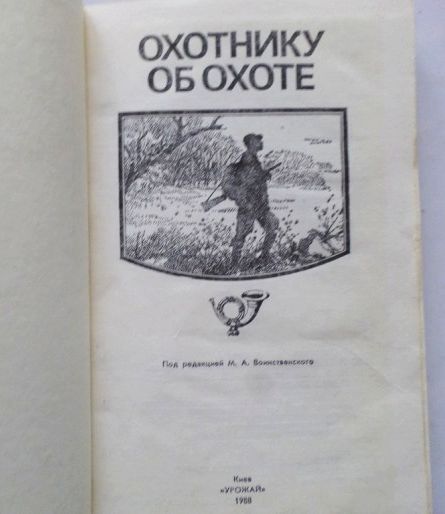 ОХОТНИКУ
ОБ ОХОТЕ
Под редакцией М. А. Воинственского
Киев
«УРОЖАЙ»
1988